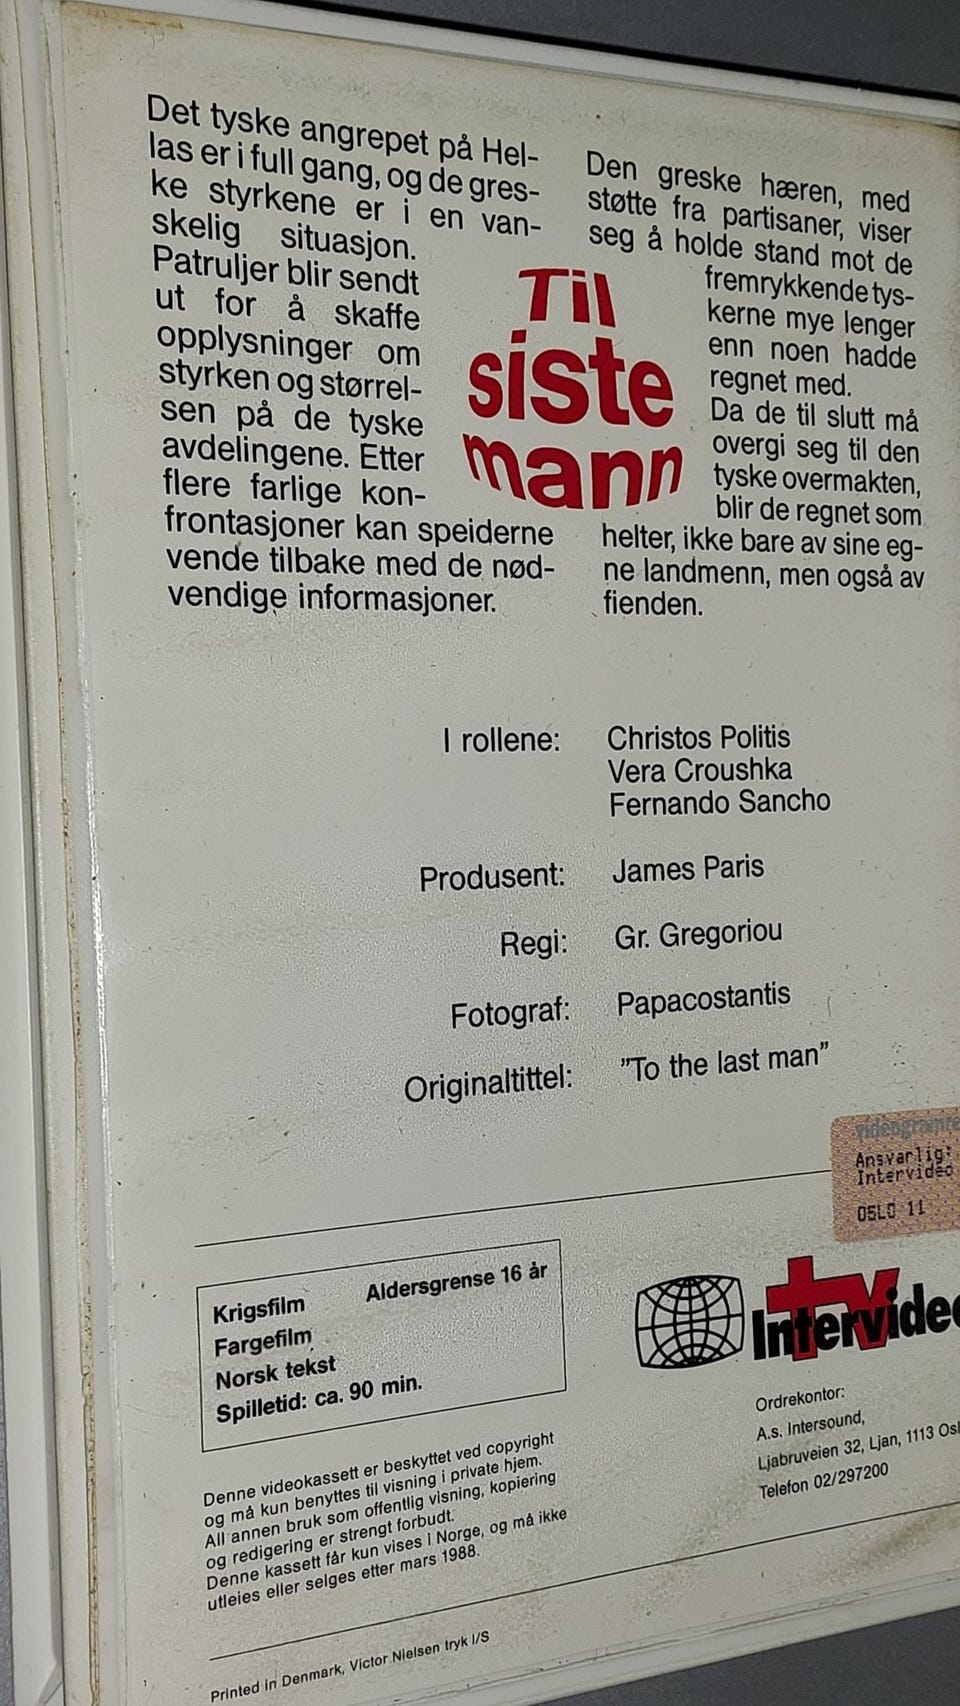 Det tyske angrepet på Hel-
las er i full gang, og de gres-
ke styrkene er i en van-
skelig situasjon.
Patruljer blir sendt
ut for å skaffe
opplysninger om
styrken og størrel-
sen på de tyske
avdelingene. Etter
flere farlige kon-
frontasjoner kan speiderne
vende tilbake med de nød-
vendige informasjoner.
Til
siste
mann
Den greske hæren, med
støtte fra partisaner, viser
seg å holde stand mot de
fremrykkende tys-
kerne mye lenger
enn noen hadde
regnet med.
Da de til slutt må
overgi seg til den
tyske overmakten,
blir de regnet som
helter, ikke bare av sine eg-
ne landmenn, men også av
fienden.
I rollene: Christos Politis
Vera Croushka
Fernando Sancho
Produsent: James Paris
Regi: Gr. Gregoriou
Fotograf: Papacostantis
Originaltittel: "To the last man"
Ansvarlig:
Intervideo
OSLO 11
Krigsfilm Aldersgrense 16 år
Fargefilm
Norsk tekst
Spilletid: ca. 90 min.
Intervideo
Ordrekontor:
A.s. Intersound,
Ljabruveien 32, Ljan, 1113 Osl
Telefon 02/297200
Denne videokassett er beskyttet ved copyright
og må kun benyttes til visning i private hjem.
All annen bruk som offentlig visning, kopiering
og redigering er strengt forbudt.
Denne kassett får kun vises i Norge, og må ikke
utleies eller selges etter mars 1988.
Printed in Denmark, Victor Nielsen tryk I/S